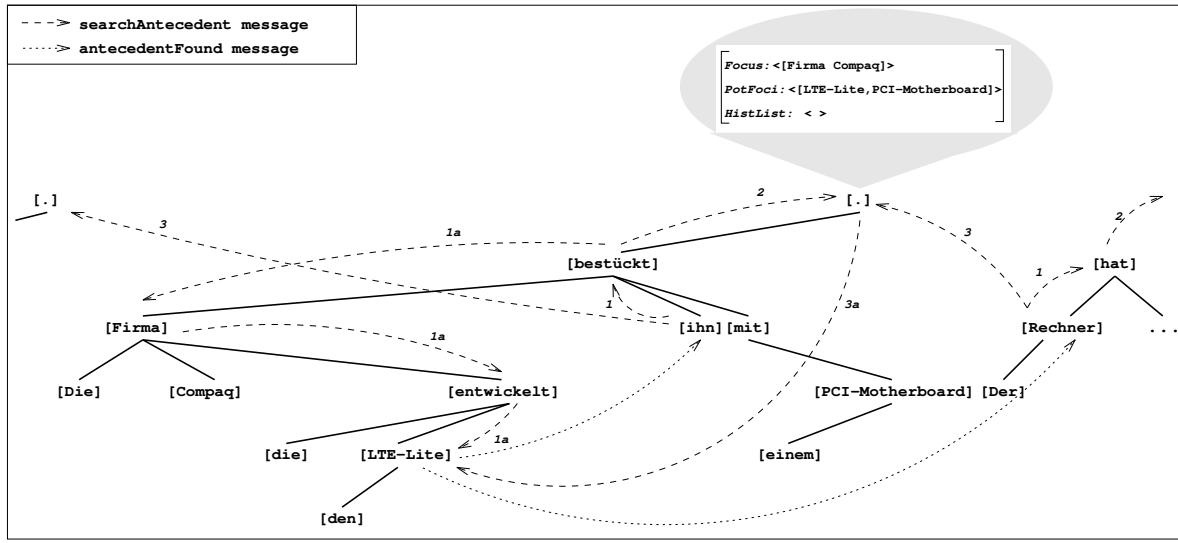 searchAntecedent message
antecedentFound message
Focus:<[Firma Compaq]>
PotFoci:<[LTE-Lite,PCI-Motherboard]>
HistList: < >
[.] 2 [.]
3 1a 3 2
[bestückt] 1 [hat]
1 3a
[Firma] 1a [ihn][mit] [Rechner] ...
[Die] [Compaq] [entwickelt] [PCI-Motherboard] [Der]
1a
[die] [LTE-Lite] [einem]
[den]